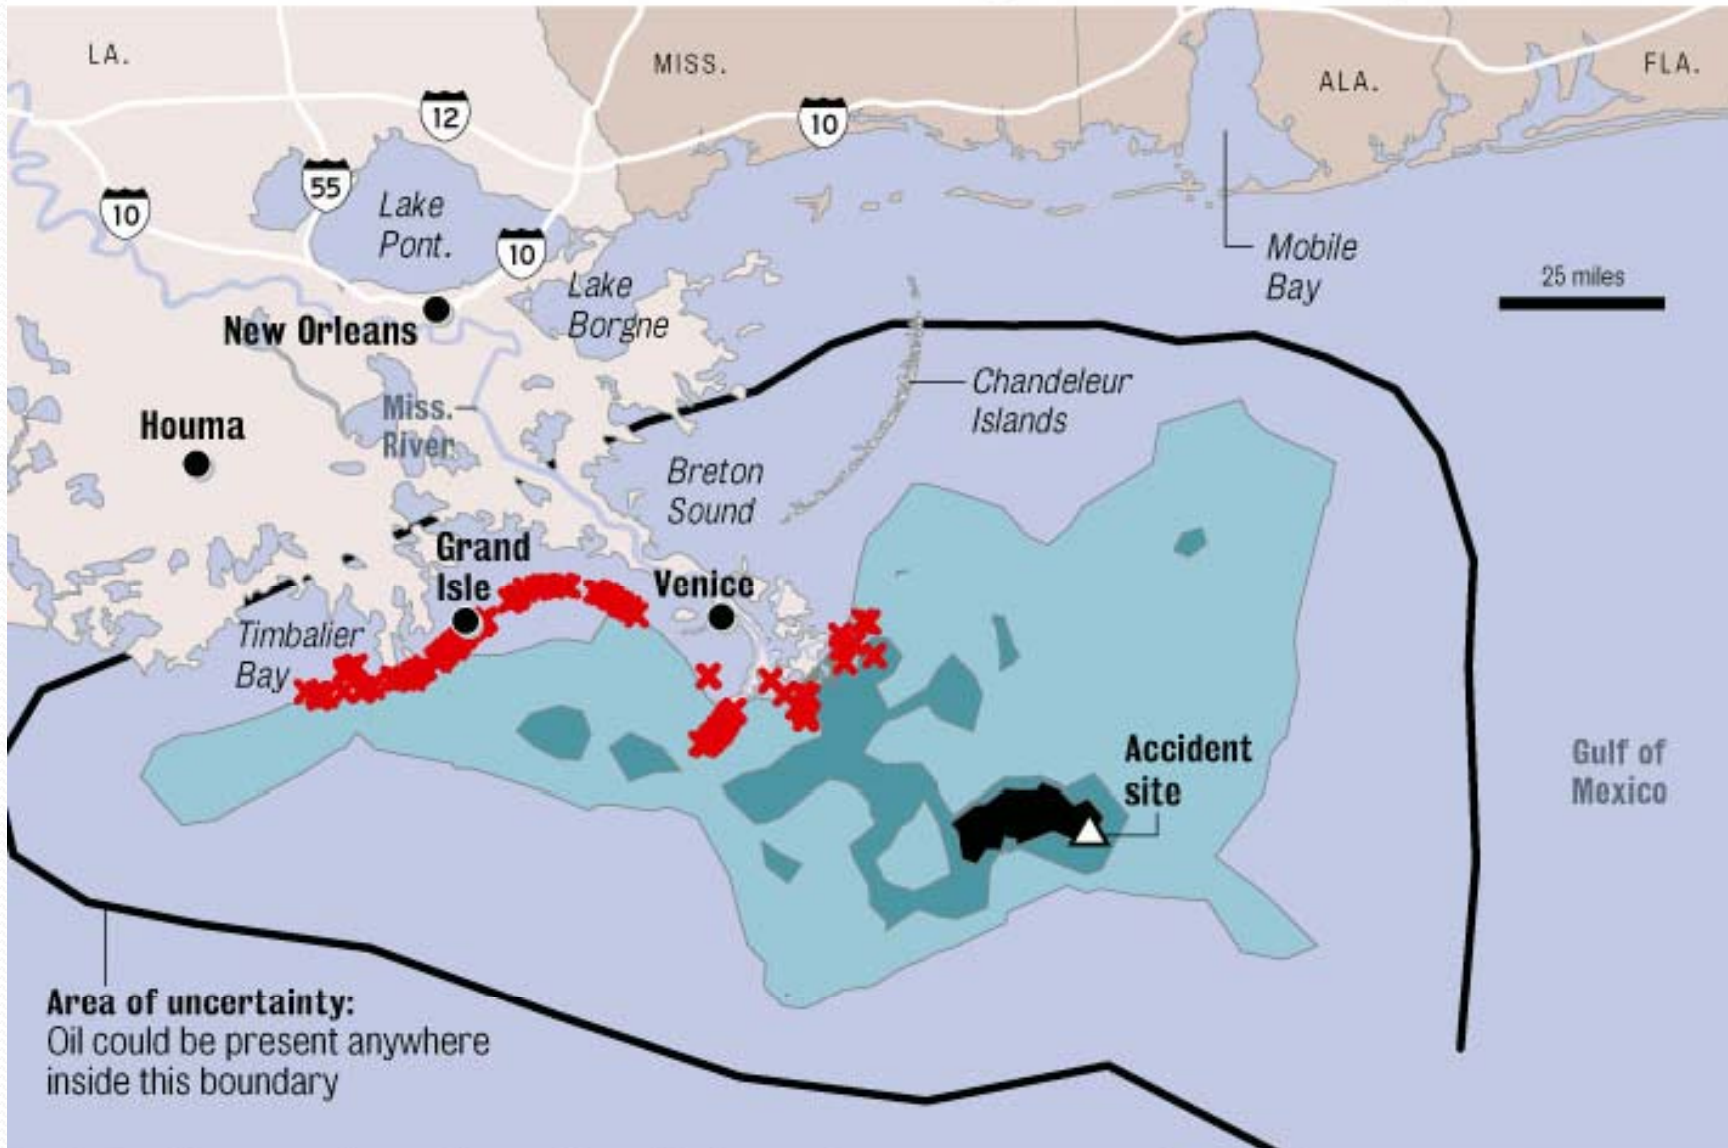 LA.
MISS.
ALA.
FLA.
12
10
55
10
10
Lake
Pont.
Lake
Borgne
Mobile
Bay
25 miles
New Orleans
Chandeleur
Islands
Houma
Miss.
River
Breton
Sound
Grand
Isle
Venice
Timbalier
Bay
Accident
site
Gulf of
Mexico
Area of uncertainty:
Oil could be present anywhere
inside this boundary